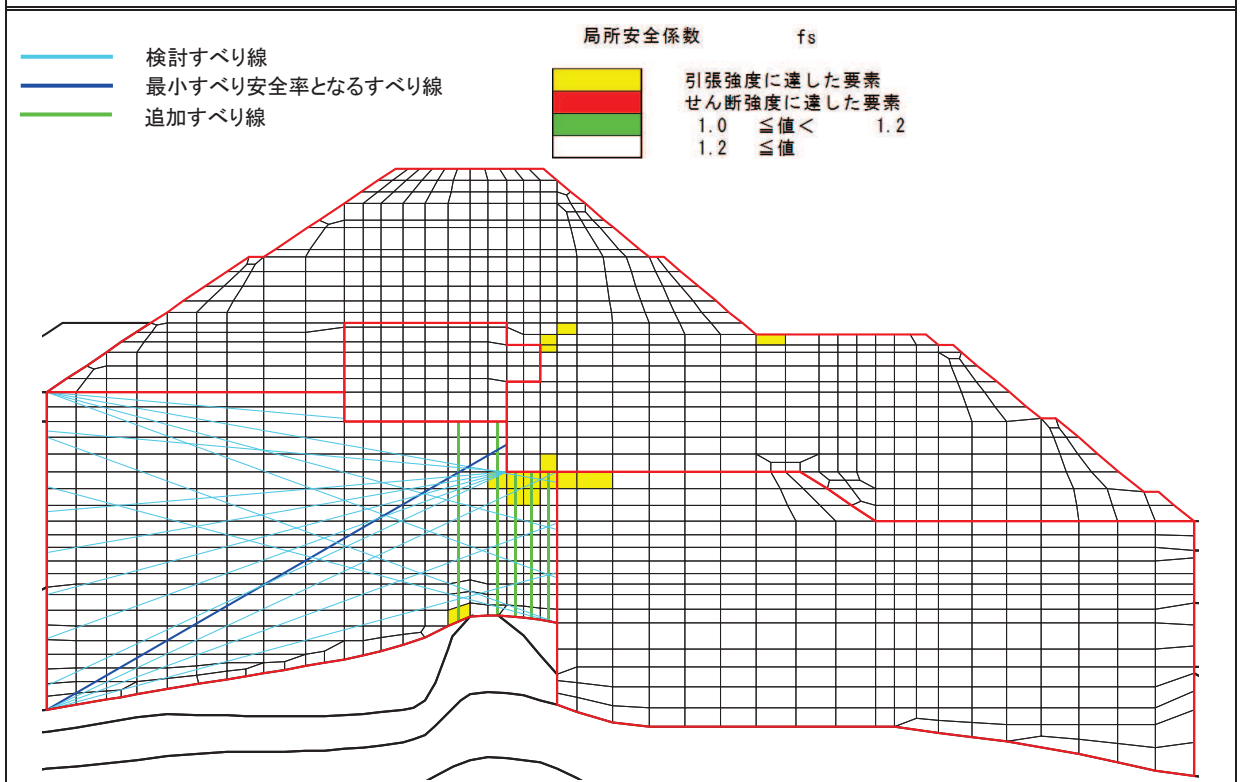 検討すべり線
最小すべり安全率となるすべり線
追加すべり線
局所安全係数 fs
引張強度に達した要素
せん断強度に達した要素
1.0 ≦値< 1.2
1.2 ≦値